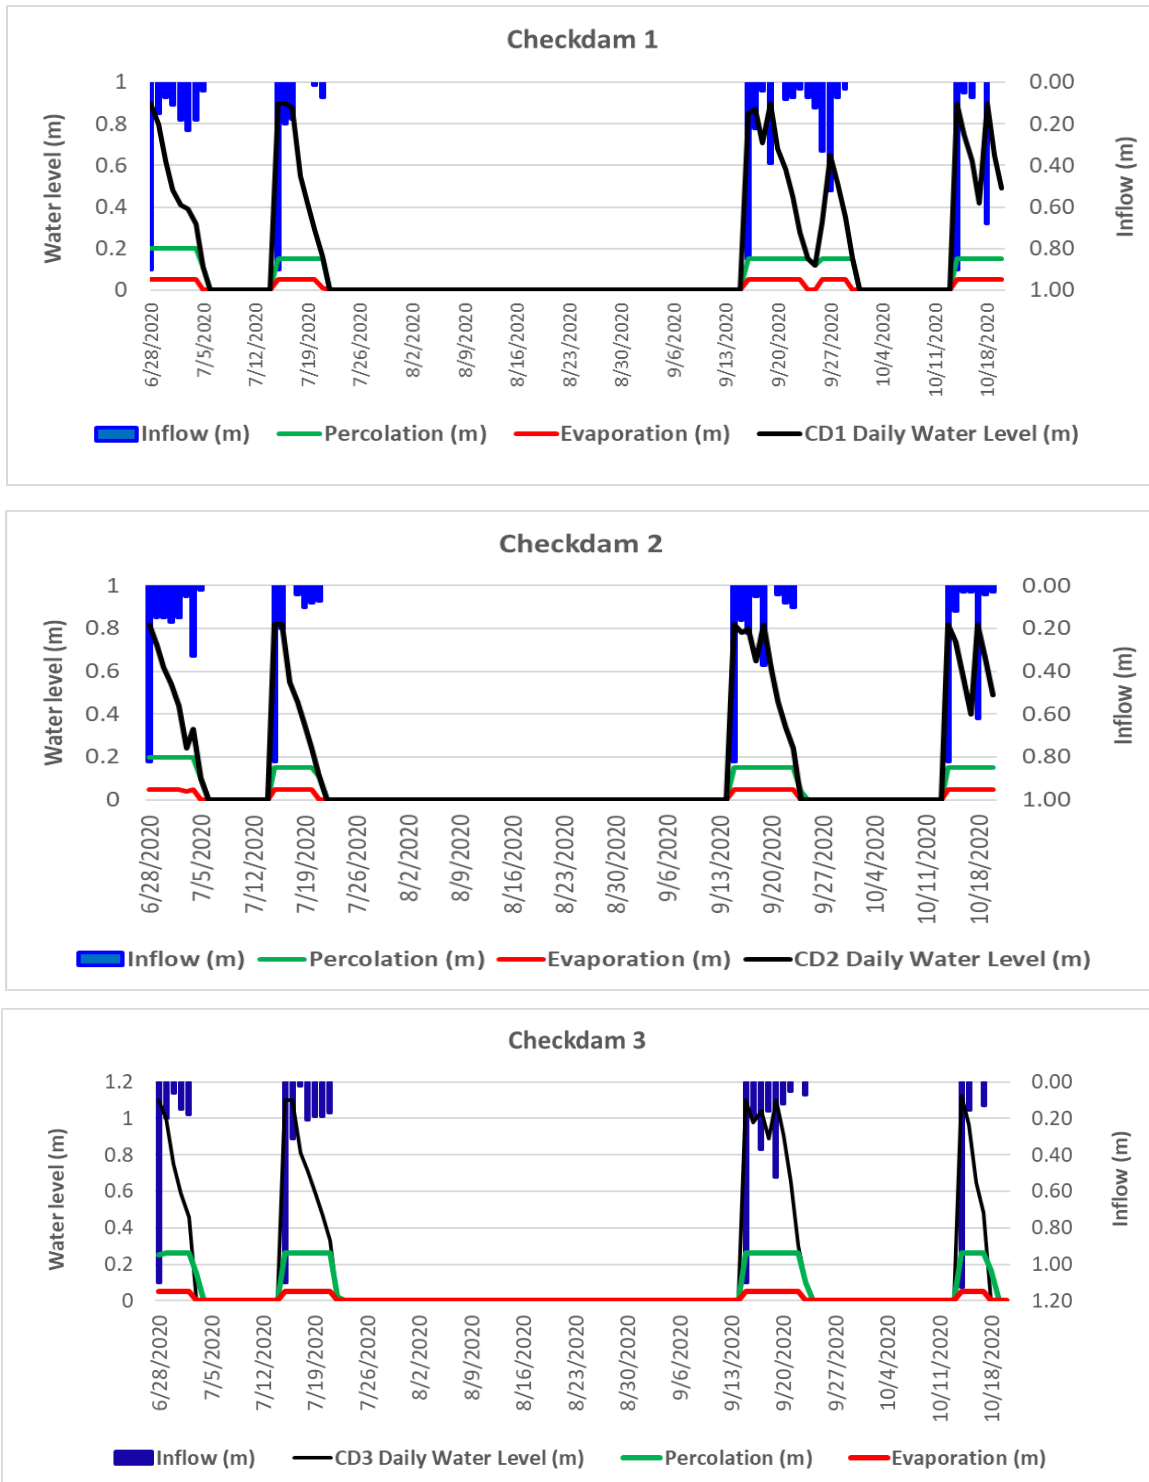 Checkdam 1
Water level (m)
1
0.8
0.6
0.4
0.2
0
0.00
0.20
0.40
0.60
0.80
1.00
Inflow (m)
6/28/2020 7/5/2020 7/12/2020 7/19/2020 7/26/2020 8/2/2020 8/9/2020 8/16/2020 8/23/2020 8/30/2020 9/6/2020 9/13/2020 9/20/2020 9/27/2020 10/4/2020 10/11/2020 10/18/2020
Inflow (m) Percolation (m) Evaporation (m) CD1 Daily Water Level (m)
Checkdam 2
Water level (m)
1
0.8
0.6
0.4
0.2
0
0.00
0.20
0.40
0.60
0.80
1.00
Inflow (m)
6/28/2020 7/5/2020 7/12/2020 7/19/2020 7/26/2020 8/2/2020 8/9/2020 8/16/2020 8/23/2020 8/30/2020 9/6/2020 9/13/2020 9/20/2020 9/27/2020 10/4/2020 10/11/2020 10/18/2020
Inflow (m) Percolation (m) Evaporation (m) CD2 Daily Water Level (m)
Checkdam 3
Water level (m)
1.2
1
0.8
0.6
0.4
0.2
0
0.00
0.20
0.40
0.60
0.80
1.00
1.20
Inflow (m)
6/28/2020 7/5/2020 7/12/2020 7/19/2020 7/26/2020 8/2/2020 8/9/2020 8/16/2020 8/23/2020 8/30/2020 9/6/2020 9/13/2020 9/20/2020 9/27/2020 10/4/2020 10/11/2020 10/18/2020
Inflow (m) CD3 Daily Water Level (m) Percolation (m) Evaporation (m)